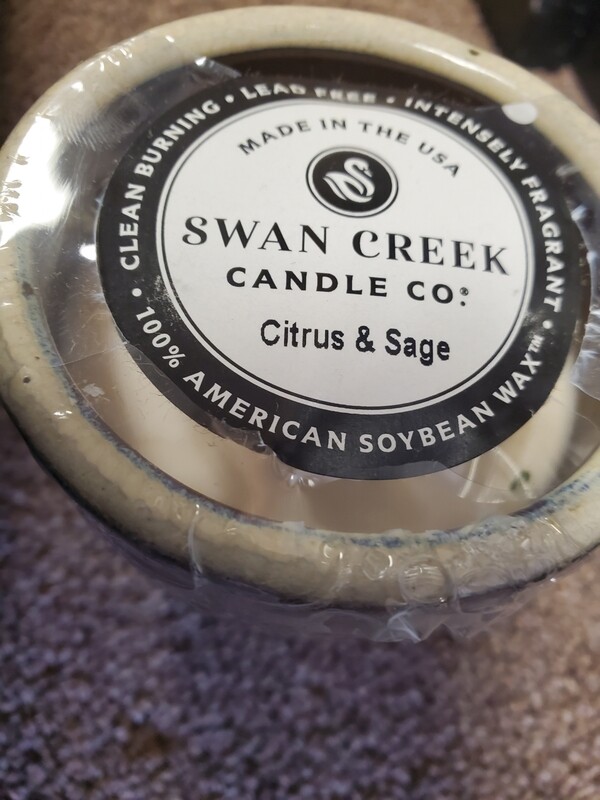 • CLEAN BURNING • LEAD FREE • INTENSELY FRAGRANT •
MADE IN THE USA
SWAN CREEK
CANDLE CO.®
Citrus & Sage
100% AMERICAN SOYBEAN WAX™